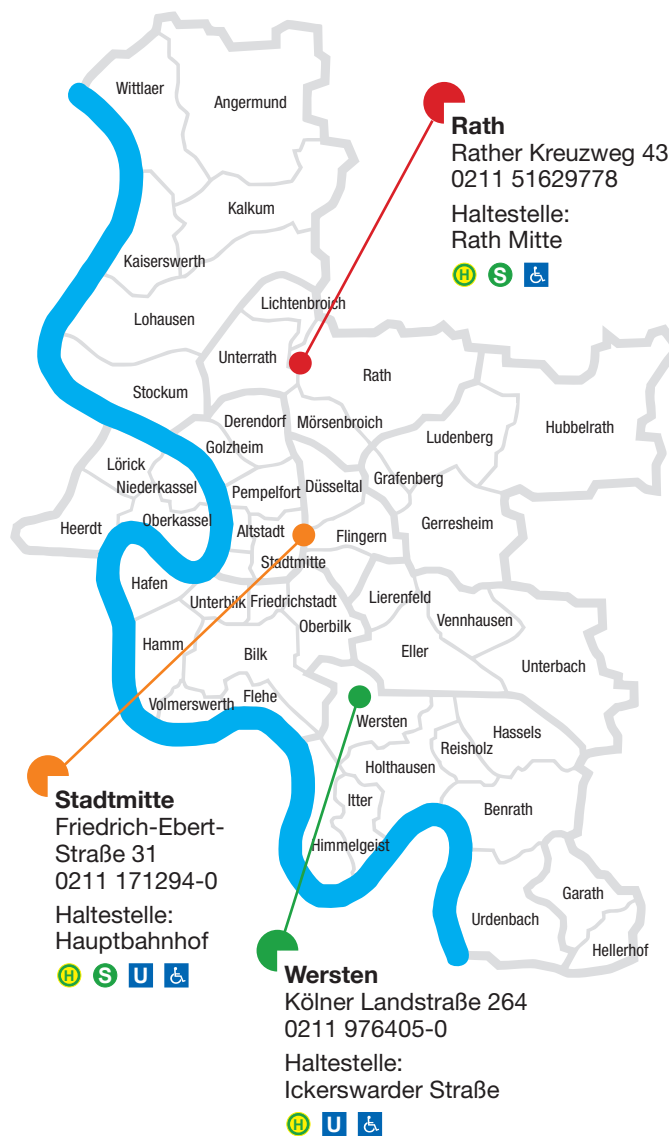 Wittlaer
Angermund
Rath
Rather Kreuzweg 43
0211 51629778
Haltestelle:
Rath Mitte
H S
Kalkum
Kaiserswerth
Lichtenbroich
Lohausen
Unterrath
Rath
Stockum
Derendorf
Mörsenbroich
Hubbelrath
Golzheim
Ludenberg
Lörick
Niederkassel
Pempelfort
Düsseltal
Grafenberg
Heerdt
Oberkassel
Altstadt
Flingern
Gerresheim
Stadtmitte
Hafen
Unterbilk
Friedrichstadt
Lierenfeld
Vennhausen
Oberbilk
Hamm
Bilk
Eller
Unterbach
Volmerswerth
Flehe
Wersten
Hassels
Reisholz
Holthausen
Itter
Benrath
Himmelgeist
Garath
Urdenbach
Hellerhof
Stadtmitte
Friedrich-Ebert-
Straße 31
0211 171294-0
Haltestelle:
Hauptbahnhof
H S U
Wersten
Kölner Landstraße 264
0211 976405-0
Haltestelle:
Ickerswarder Straße
H U